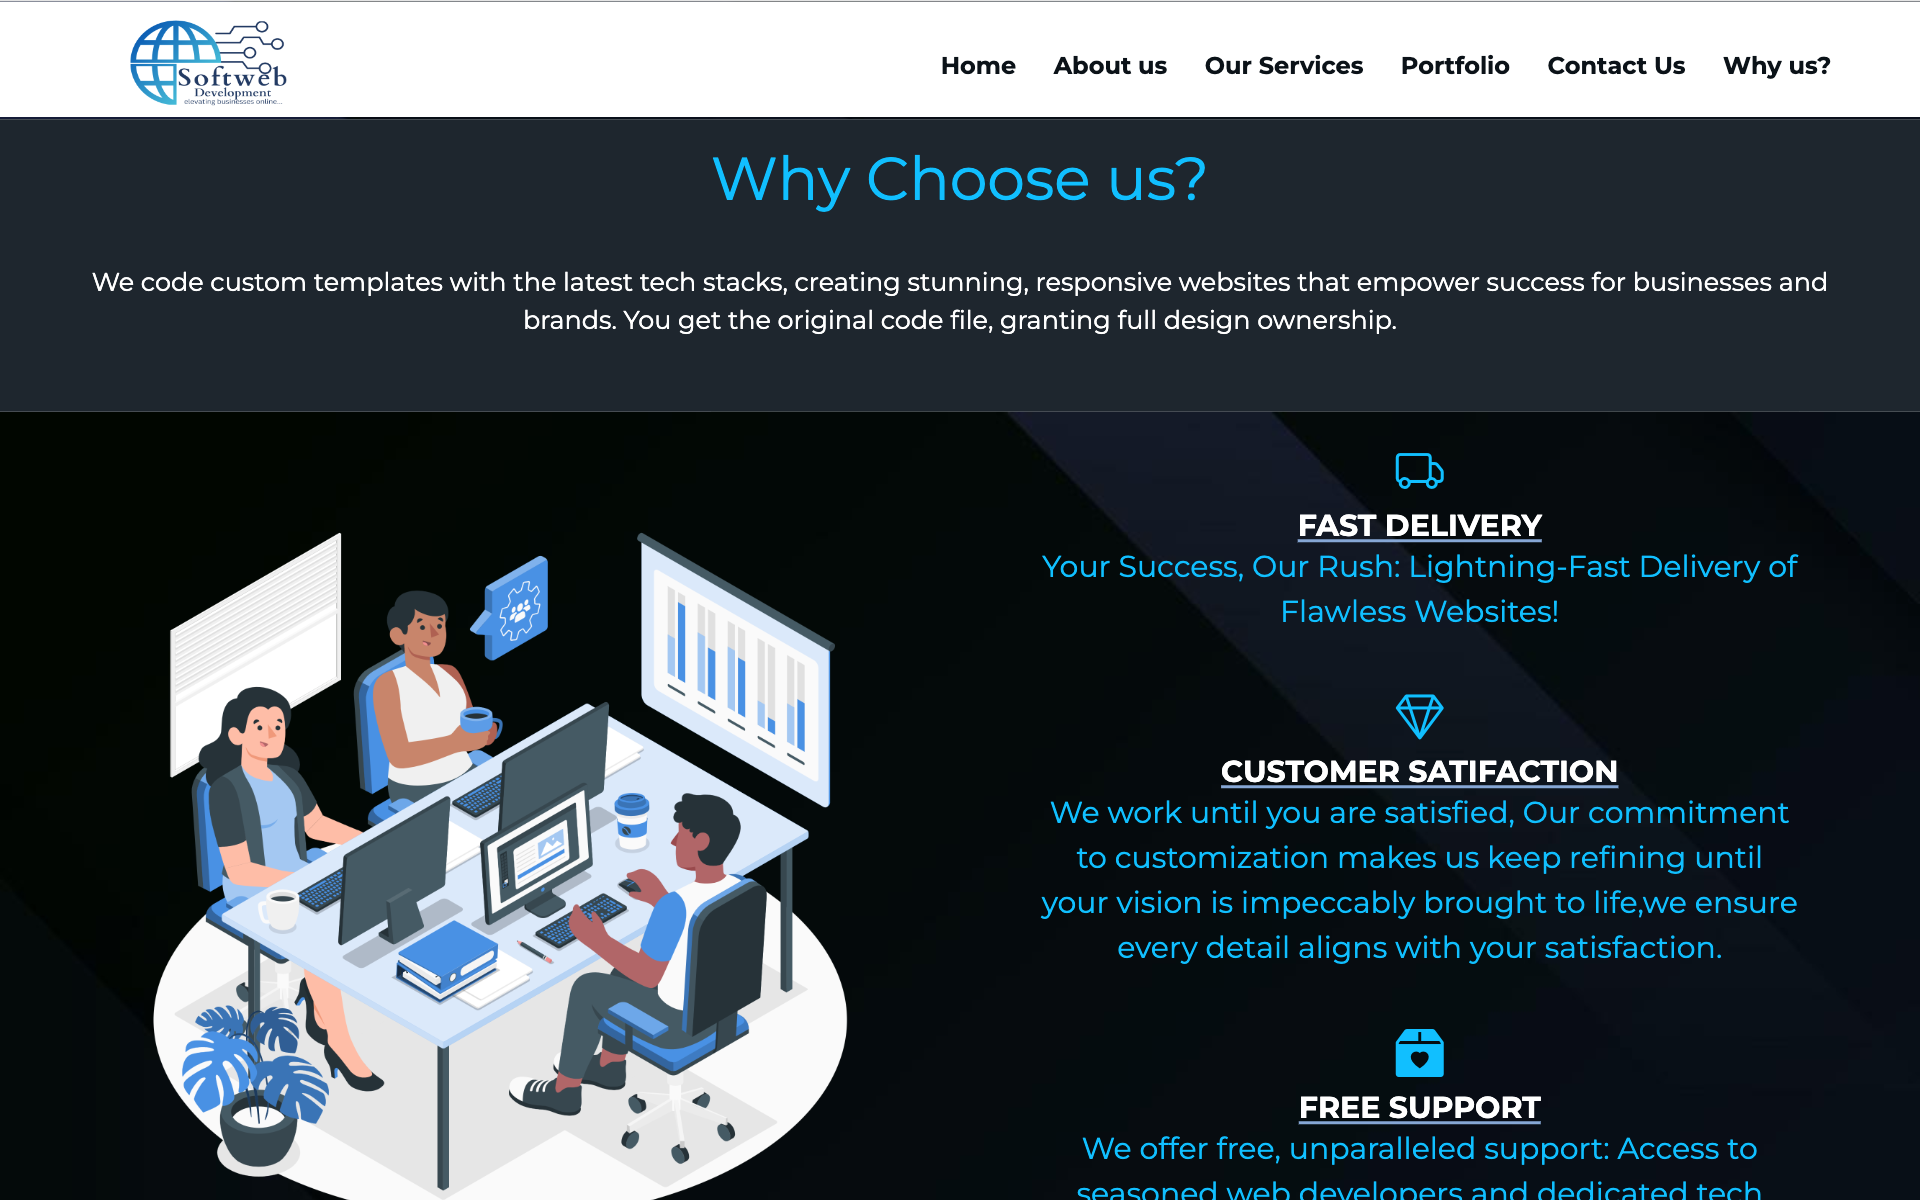 Softweb
Development
elevating businesses online...
Home About us Our Services Portfolio Contact Us Why us?
Why Choose us?
We code custom templates with the latest tech stacks, creating stunning, responsive websites that empower success for businesses and
brands. You get the original code file, granting full design ownership.
FAST DELIVERY
Your Success, Our Rush: Lightning-Fast Delivery of
Flawless Websites!
CUSTOMER SATIFACTION
We work until you are satisfied, Our commitment
to customization makes us keep refining until
your vision is impeccably brought to life,we ensure
every detail aligns with your satisfaction.
FREE SUPPORT
We offer free, unparalleled support: Access to
seasoned web developers and dedicated tech